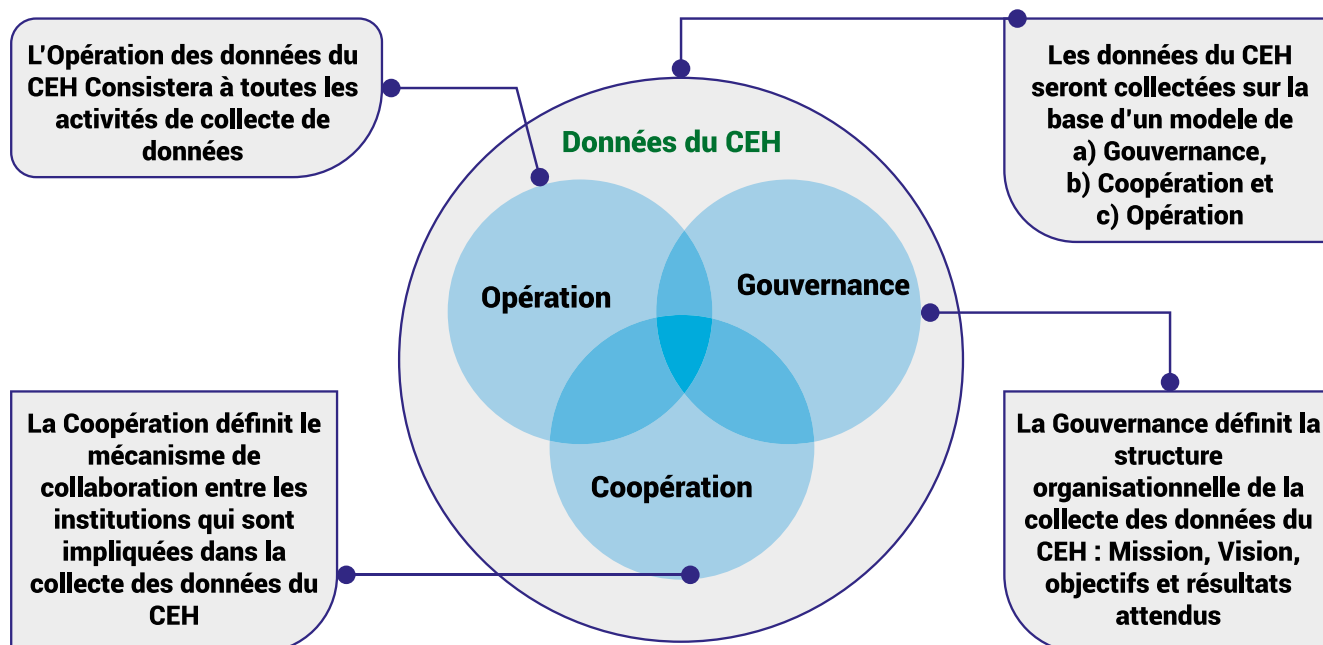 L'Opération des données du
CEH Consistera à toutes les
activités de collecte de
données
Les données du CEH
seront collectées sur la
base d'un modele de
a) Gouvernance,
b) Coopération et
c) Opération
Données du CEH
Opération
Gouvernance
Coopération
La Coopération définit le
mécanisme de
collaboration entre les
institutions qui sont
impliquées dans la
collecte des données du
CEH
La Gouvernance définit la
structure
organisationnelle de la
collecte des données du
CEH : Mission, Vision,
objectifs et résultats
attendus